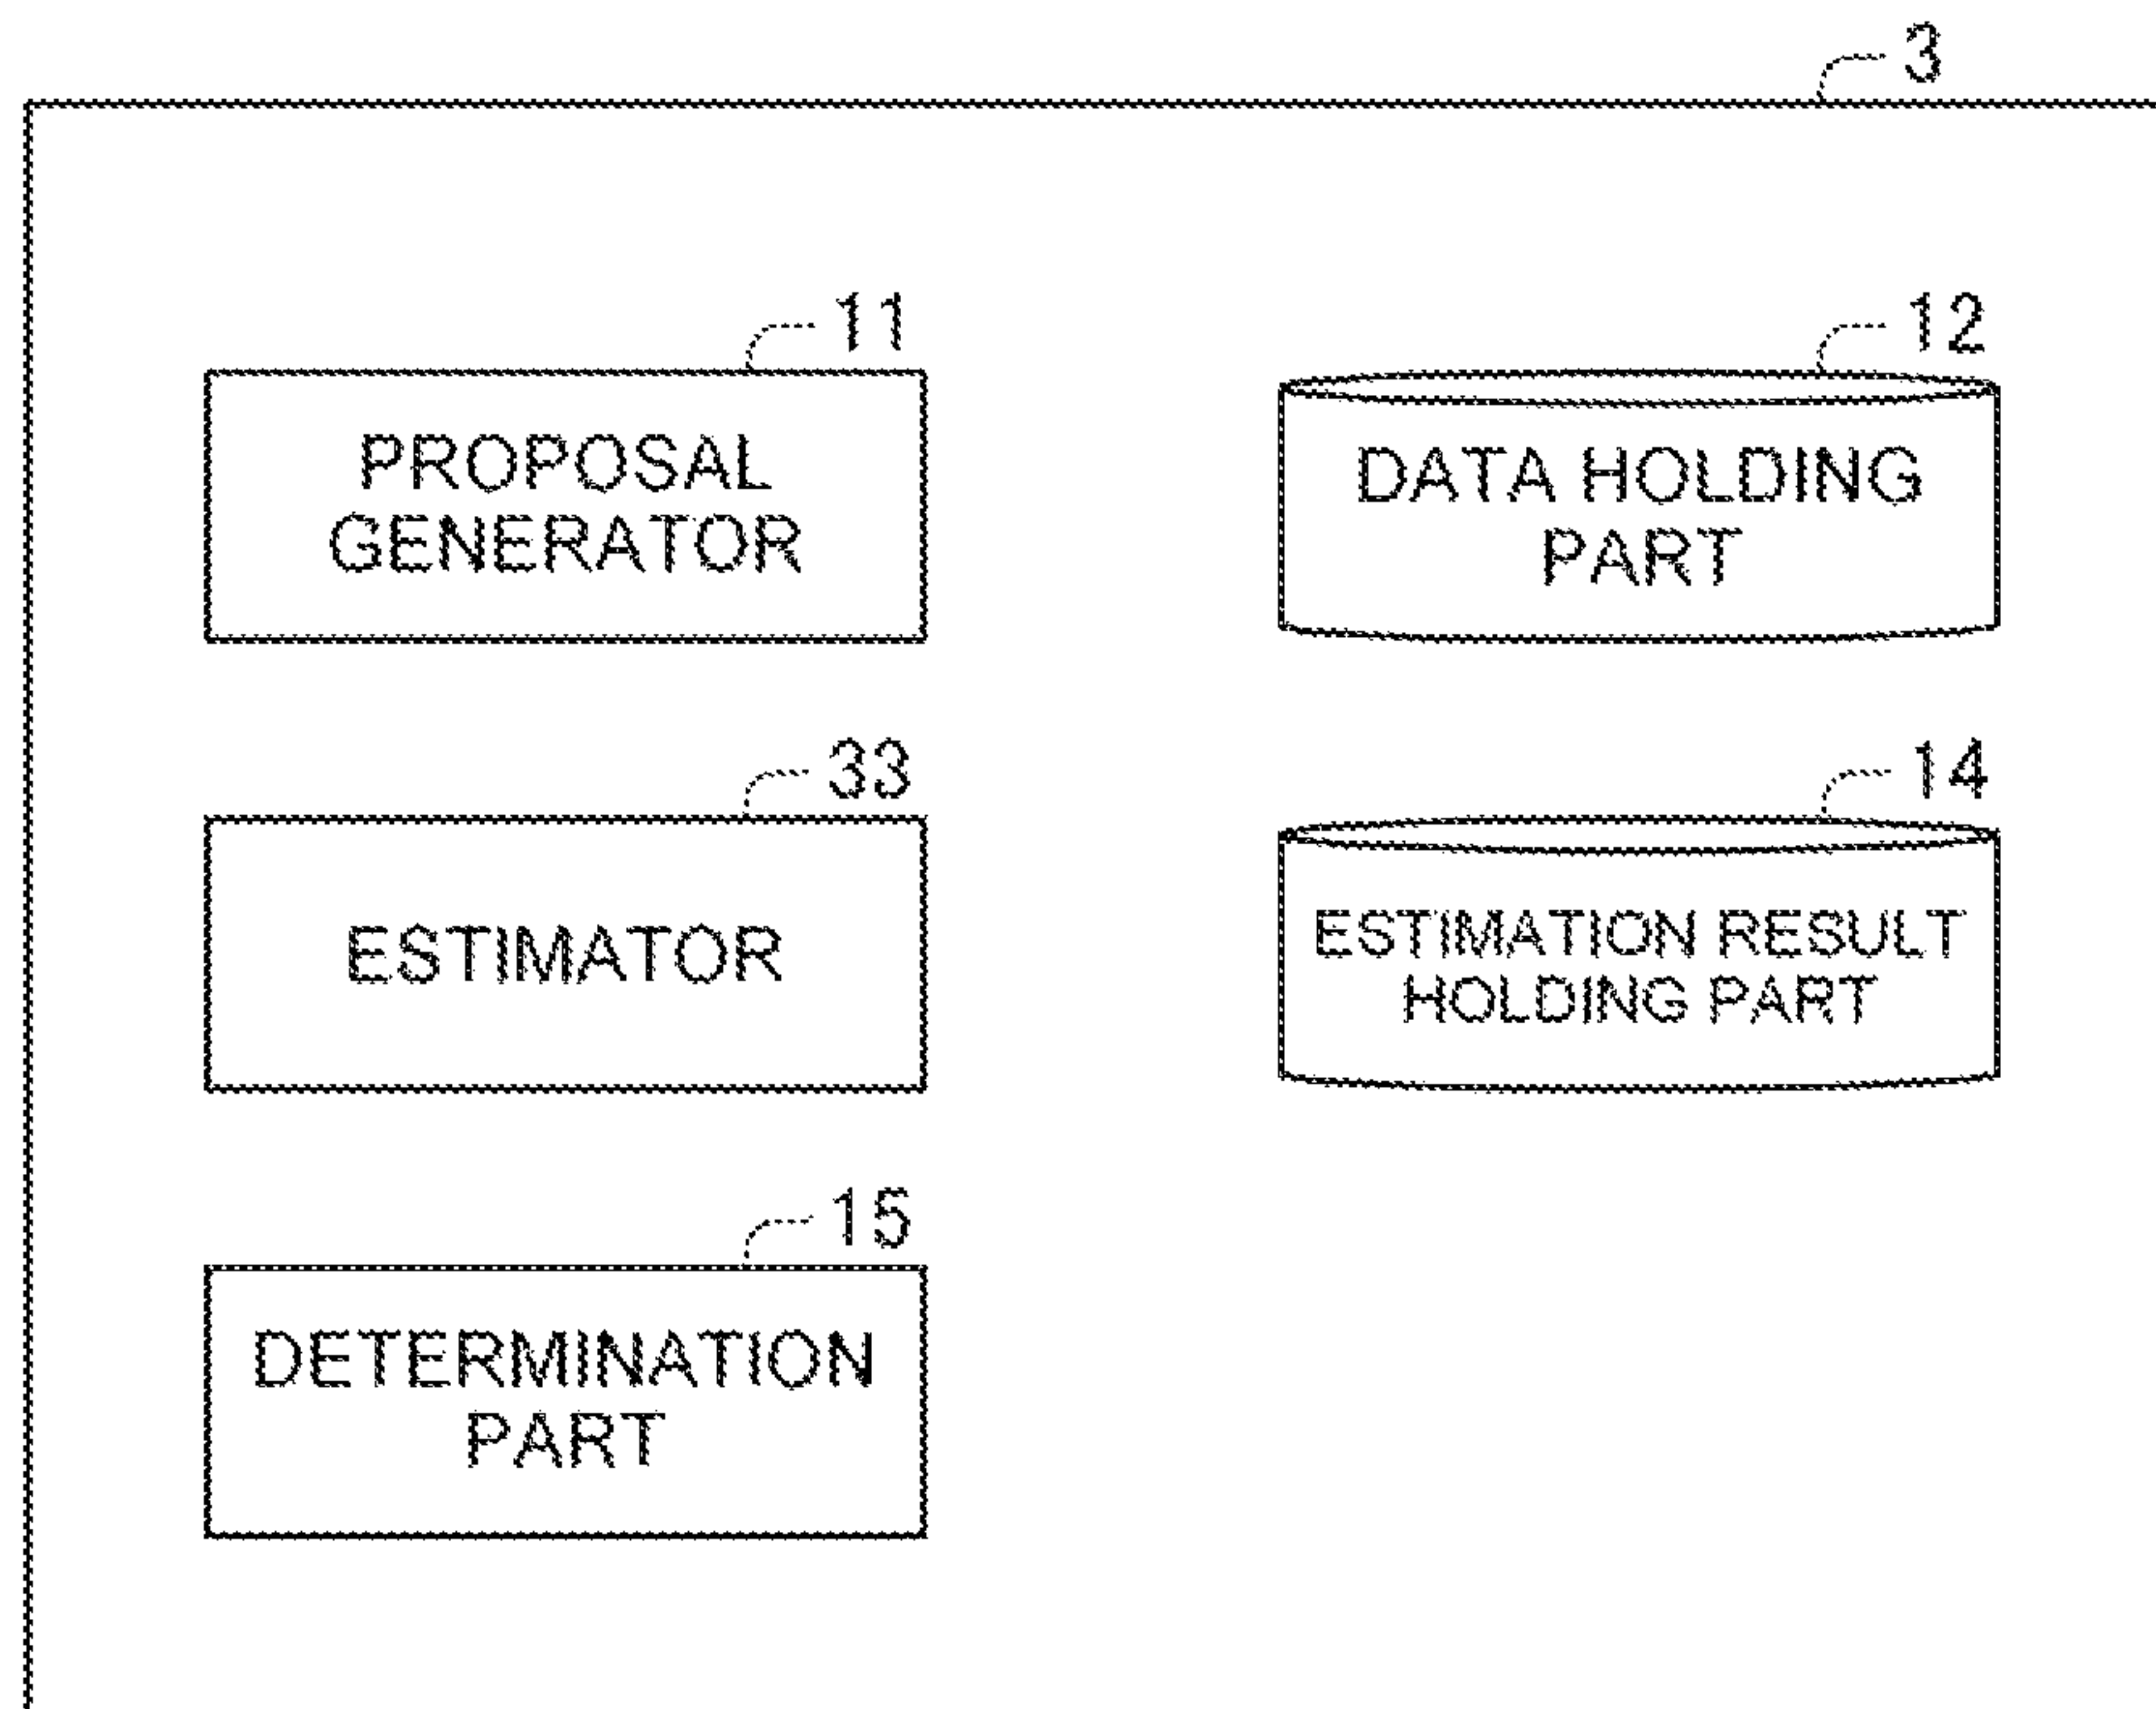 3
11
PROPOSAL
GENERATOR
12
DATA HOLDING
PART
33
ESTIMATOR
14
ESTIMATION RESULT
HOLDING PART
15
DETERMINATION
PART